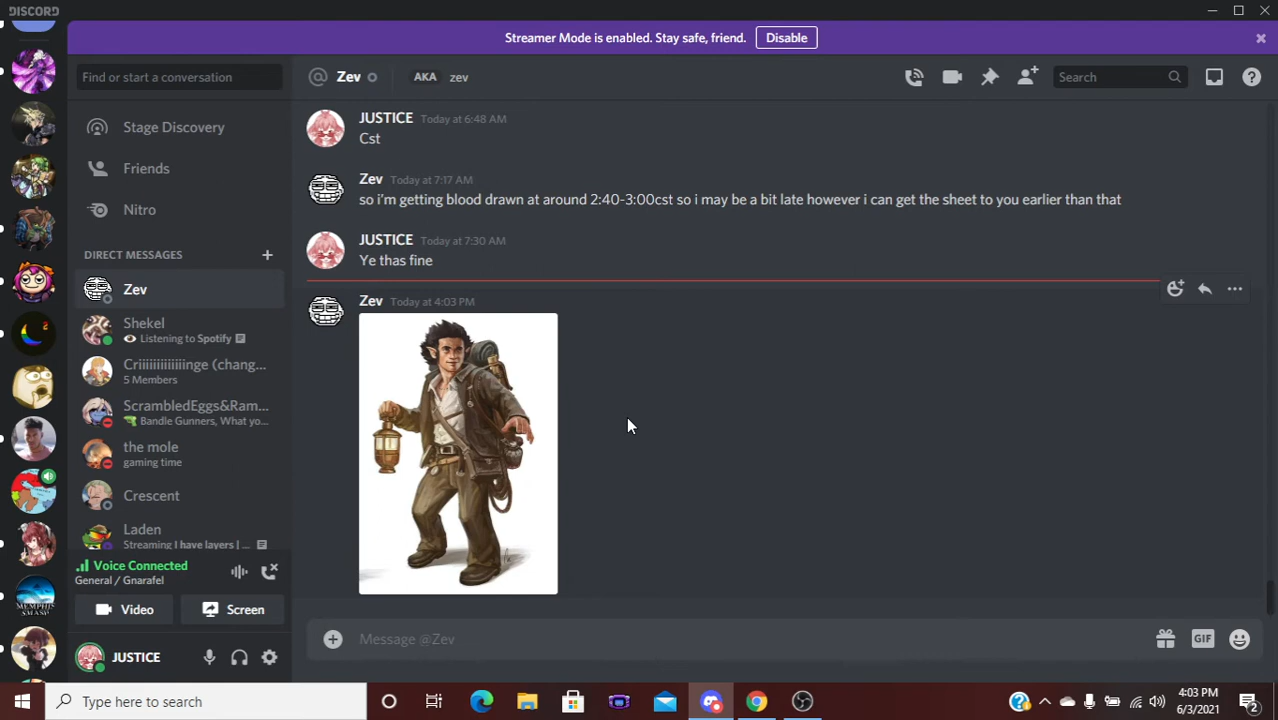 DISCORD
Streamer Mode is enabled. Stay safe, friend. Disable
Find or start a conversation
@ Zev AKA zev
Search
Stage Discovery
Friends
Nitro
DIRECT MESSAGES +
Zev
Shekel
Listening to Spotify
Criiiiiiiiiiiinge (chang...
5 Members
ScrambledEggs&Ram...
Bandle Gunners, What yo...
the mole
gaming time
Crescent
Laden
Streaming I have layers | ...
Voice Connected
General / Gnarafel
Video Screen
JUSTICE
JUSTICE Today at 6:48 AM
Cst
Zev Today at 7:17 AM
so i'm getting blood drawn at around 2:40-3:00cst so i may be a bit late however i can get the sheet to you earlier than that
JUSTICE Today at 7:30 AM
Ye thas fine
Zev Today at 4:03 PM
Message @Zev
GIF
Type here to search
4:03 PM
6/3/2021
2